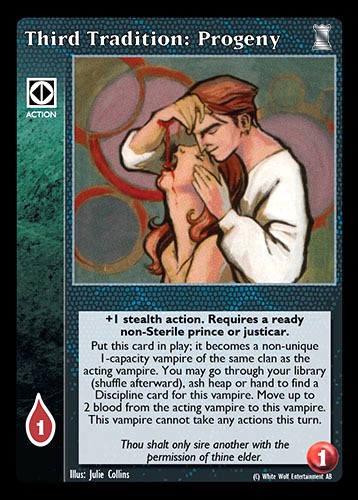 Third Tradition: Progeny
ACTION
+1 stealth action. Requires a ready
non-Sterile prince or justicar.
Put this card in play; it becomes a non-unique
1-capacity vampire of the same clan as the
acting vampire. You may go through your library
(shuffle afterward), ash heap or hand to find a
Discipline card for this vampire. Move up to
2 blood from the acting vampire to this vampire.
This vampire cannot take any actions this turn.
Thou shalt only sire another with the
permission of thine elder.
1
1
Illus: Julie Collins
(C) White Wolf Entertainment AB